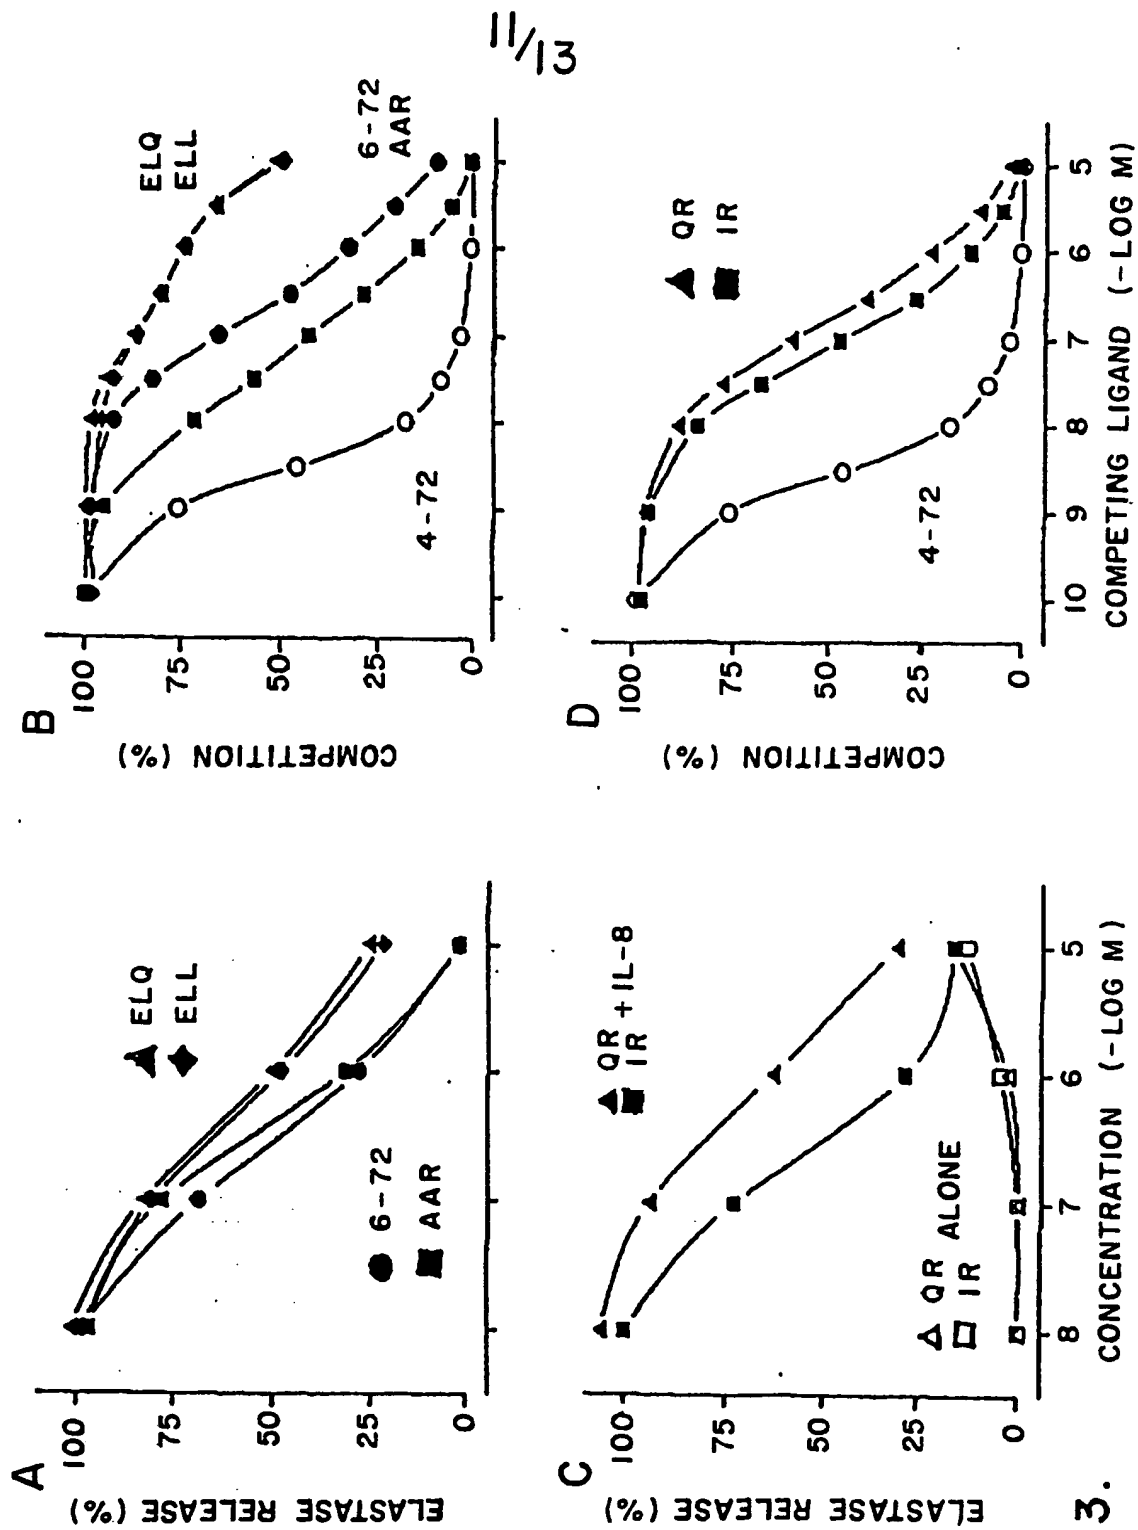 11/13
A
ELASTASE RELEASE (%)
100
75
50
25
0
ELQ
ELL
6-72
AAR
B
COMPETITION (%)
100
75
50
25
0
ELQ
ELL
6-72
AAR
4-72
C
ELASTASE RELEASE (%)
100
75
50
25
0
QR
IR + IL-8
QR
IR ALONE
8 7 6 5
CONCENTRATION (-LOG M)
D
COMPETITION (%)
100
75
50
25
0
QR
IR
4-72
10 9 8 7 6 5
COMPETING LIGAND (-LOG M)
3.